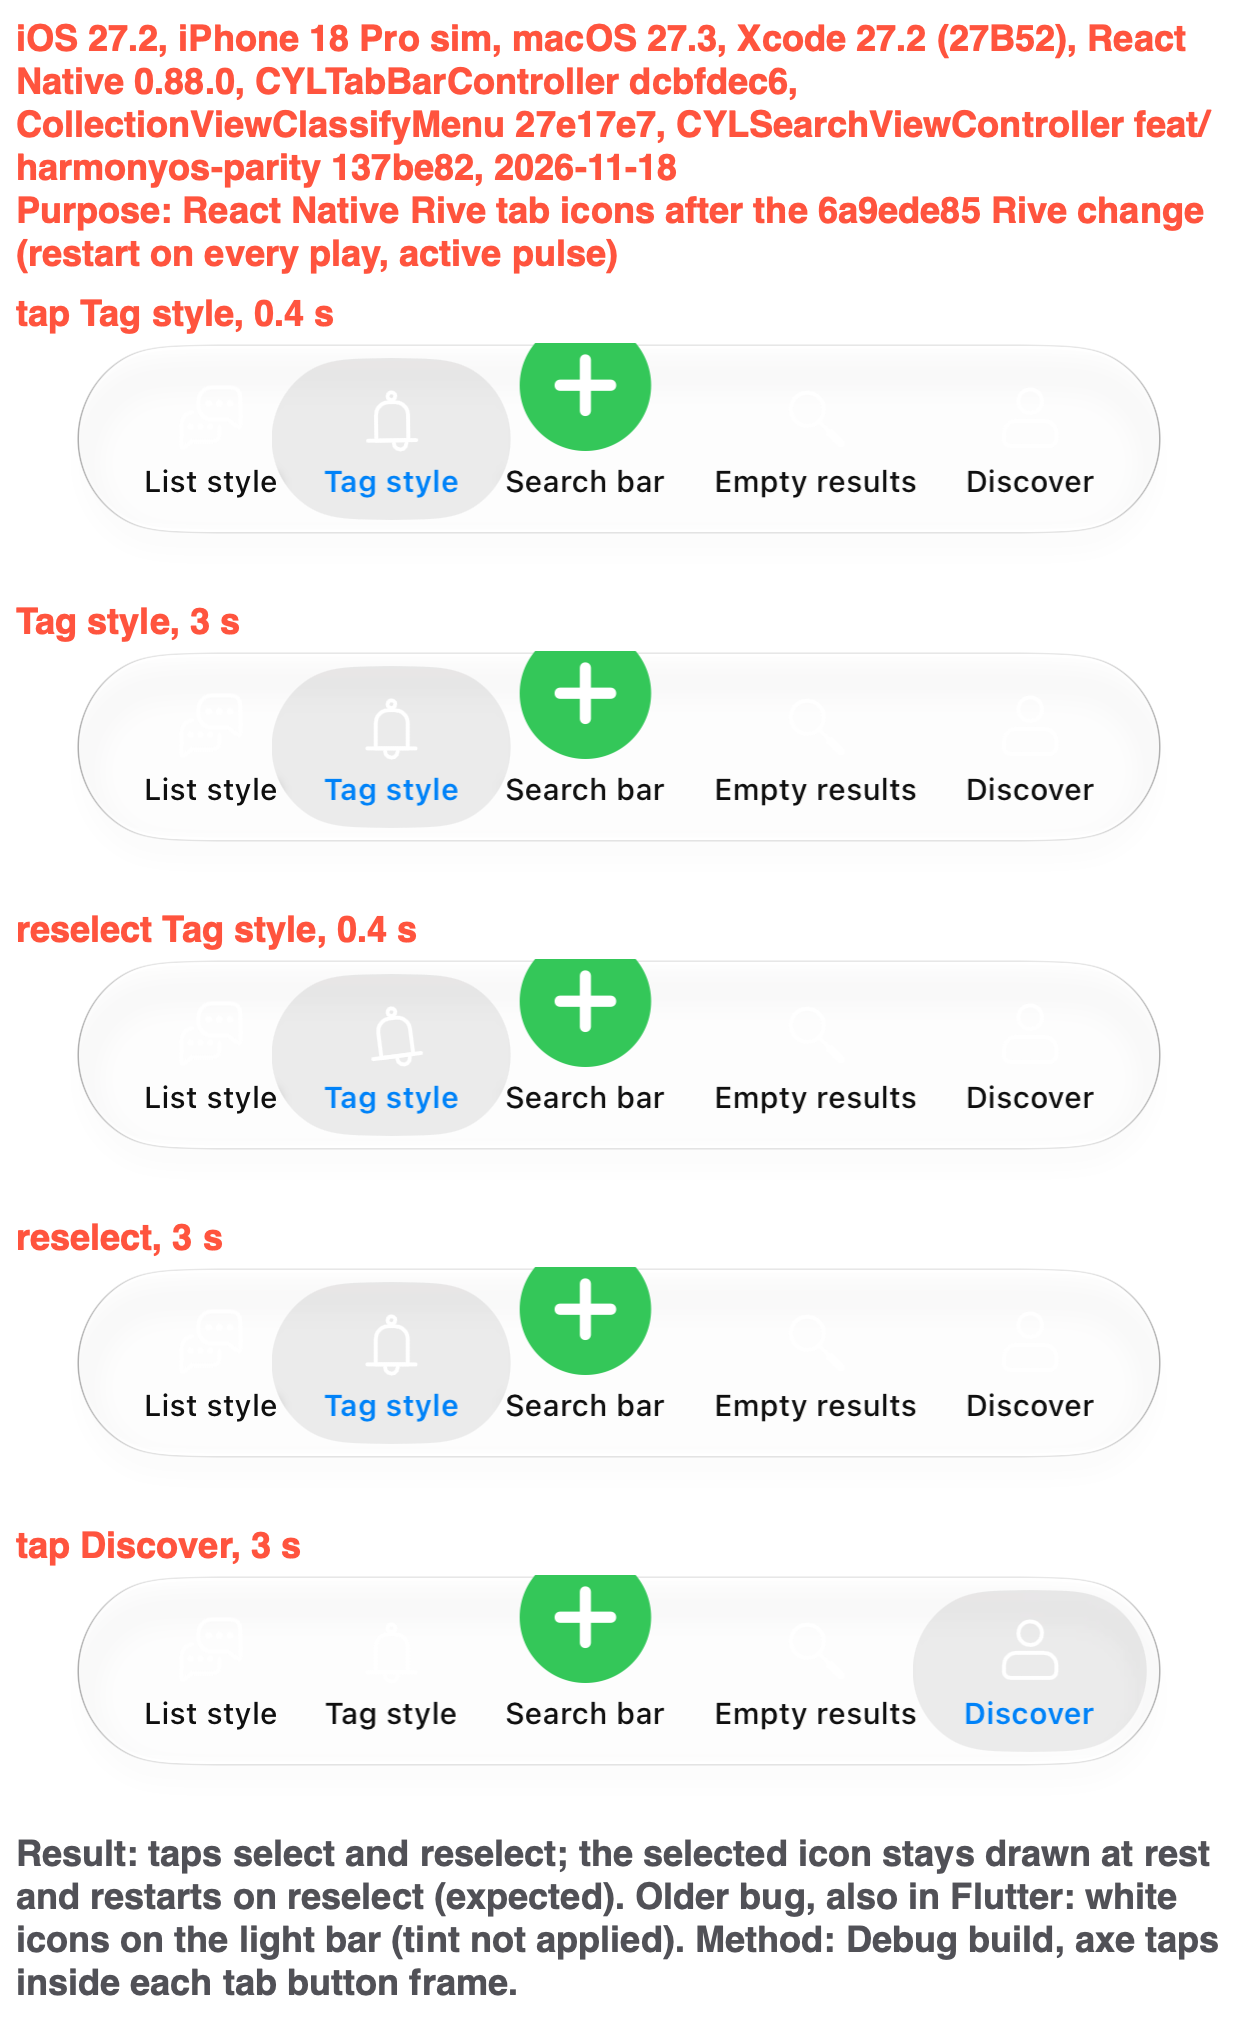 iOS 27.2, iPhone 18 Pro sim, macOS 27.3, Xcode 27.2 (27B52), React
Native 0.88.0, CYLTabBarController dcbfdec6,
CollectionViewClassifyMenu 27e17e7, CYLSearchViewController feat/
harmonyos-parity 137be82, 2026-11-18
Purpose: React Native Rive tab icons after the 6a9ede85 Rive change
(restart on every play, active pulse)
tap Tag style, 0.4 s
List style Tag style Search bar Empty results Discover
Tag style, 3 s
List style Tag style Search bar Empty results Discover
reselect Tag style, 0.4 s
List style Tag style Search bar Empty results Discover
reselect, 3 s
List style Tag style Search bar Empty results Discover
tap Discover, 3 s
List style Tag style Search bar Empty results Discover
Result: taps select and reselect; the selected icon stays drawn at rest
and restarts on reselect (expected). Older bug, also in Flutter: white
icons on the light bar (tint not applied). Method: Debug build, axe taps
inside each tab button frame.